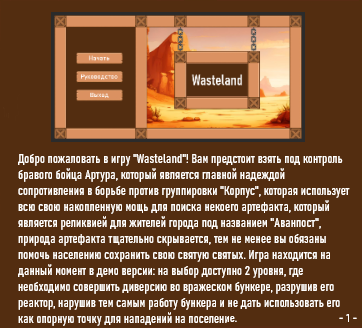 Начать
Руководство
Выход
Wasteland
Добро пожаловать в игру "Wasteland"! Вам предстоит взять под контроль
бравого бойца Артура, который является главной надеждой
сопротивления в борьбе против группировки "Корпус", которая использует
всю свою накопленную мощь для поиска некоего артефакта, который
является реликвией для жителей города под названием "Аванпост",
природа артефакта тщательно скрывается, тем не менее вы обязаны
помочь населению сохранить свою святую святых. Игра находится на
данный момент в демо версии: на выбор доступно 2 уровня, где
необходимо совершить диверсию во вражеском бункере, разрушив его
реактор, нарушив тем самым работу бункера и не дать использовать его
как опорную точку для нападений на поселение.
- 1 -